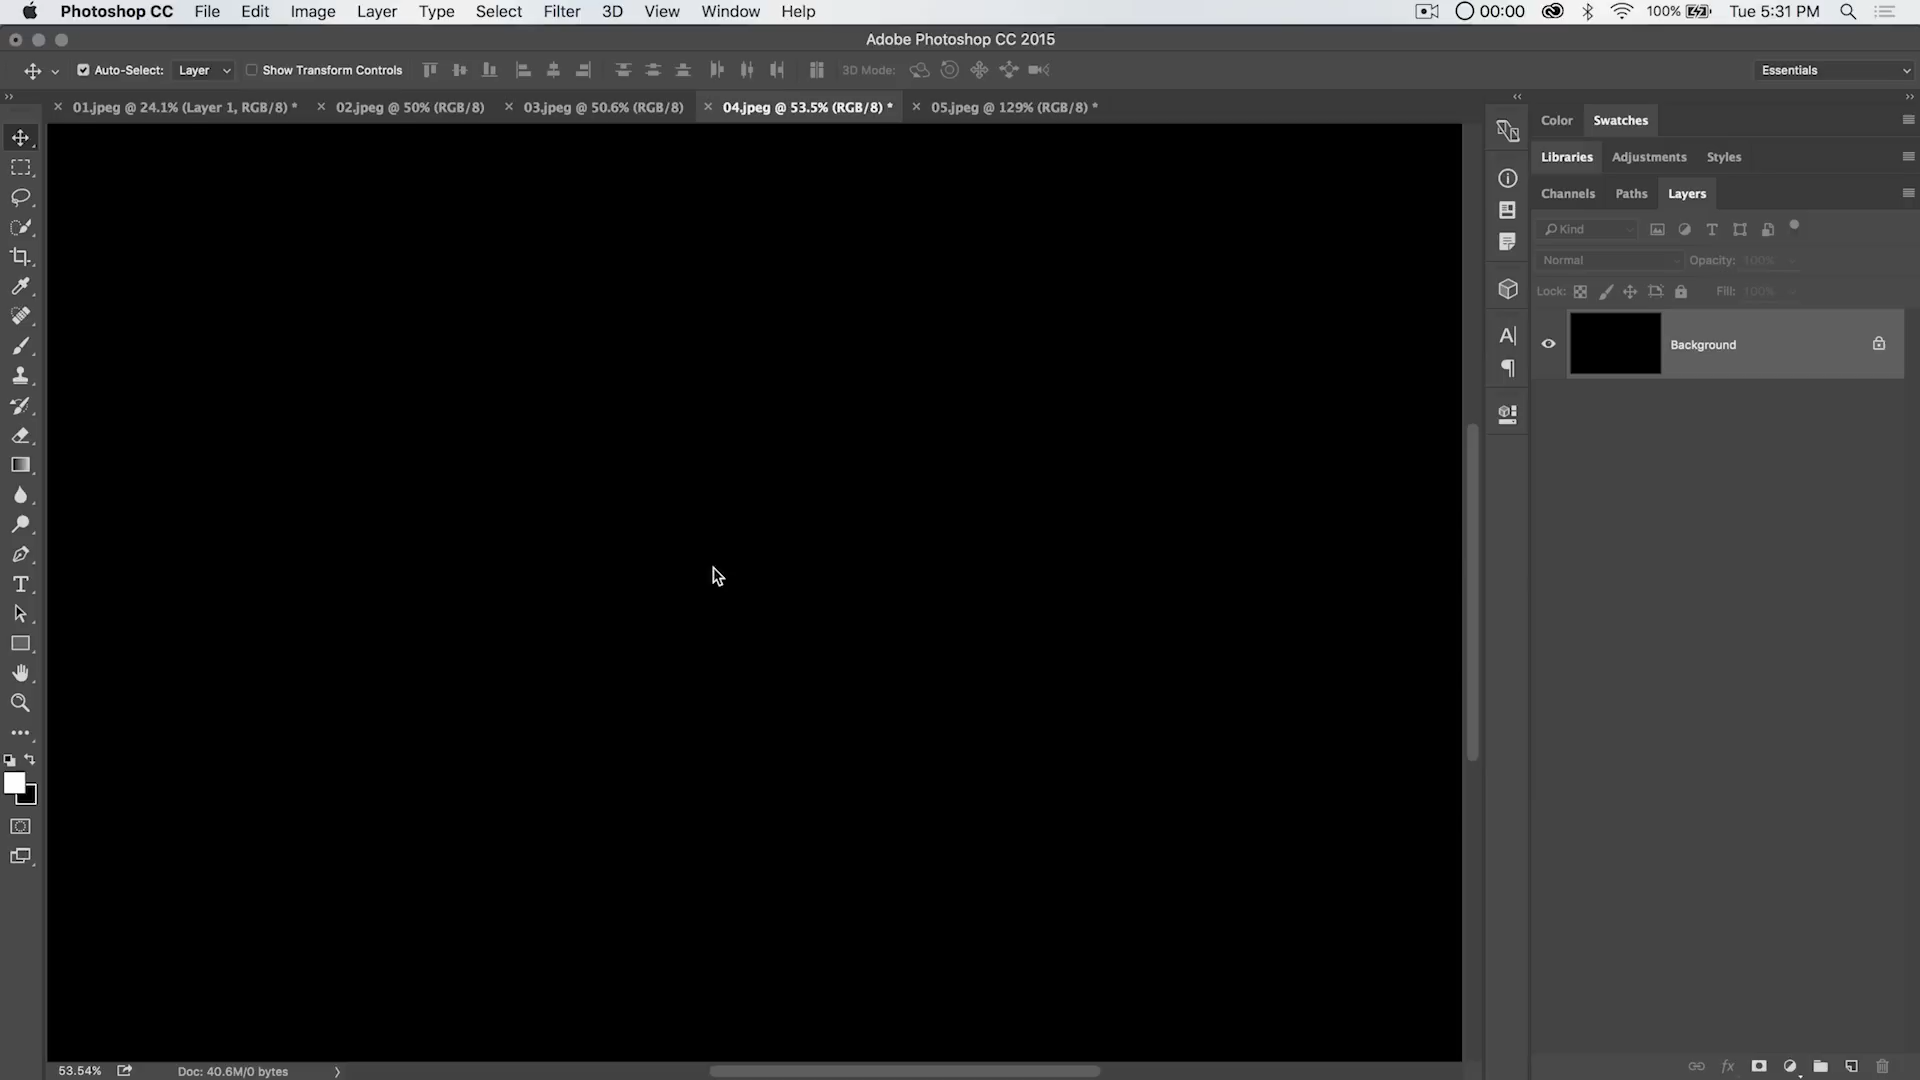 Photoshop CC File Edit Image Layer Type Select Filter 3D View Window Help 00:00 100% Tue 5:31 PM
Adobe Photoshop CC 2015
Auto-Select: Layer Show Transform Controls 3D Mode: Essentials
01.jpeg @ 24.1% (Layer 1, RGB/8) * 02.jpeg @ 50% (RGB/8) 03.jpeg @ 50.6% (RGB/8) 04.jpeg @ 53.5% (RGB/8) * 05.jpeg @ 129% (RGB/8) *
Color Swatches
Libraries Adjustments Styles
Channels Paths Layers
Kind
Normal Opacity: 100%
Lock: Fill: 100%
Background
53.54% Doc: 40.6M/0 bytes